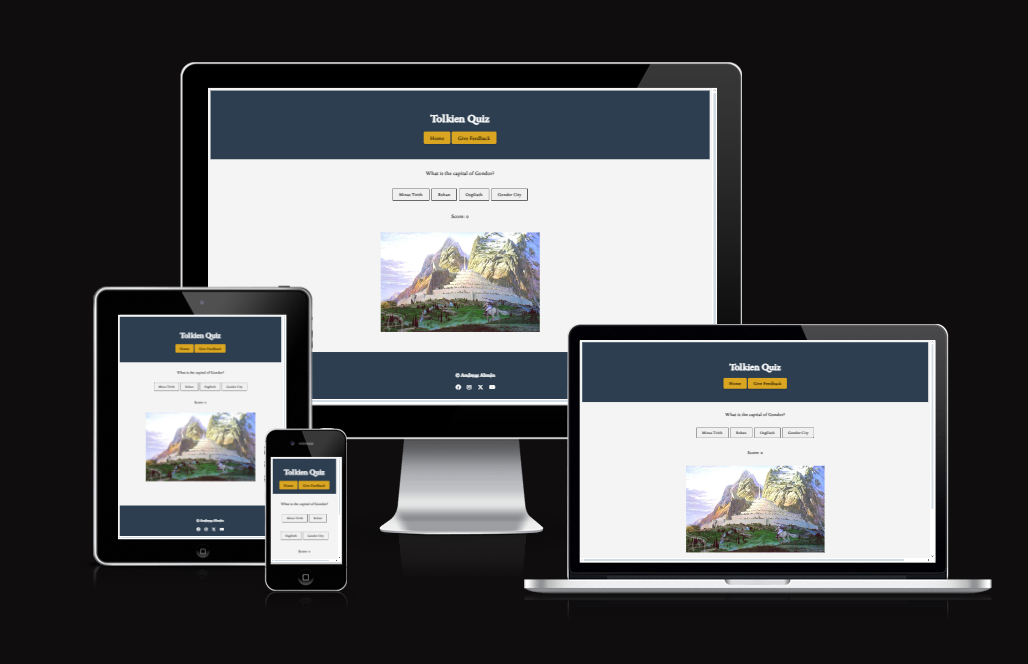 Tolkien Quiz
Home Give Feedback
What is the capital of Gondor?
Minas Tirith Rohan Osgiliath Gondor City
Score: 0
Tolkien Quiz
Home Give Feedback
What is the capital of Gondor?
Minas Tirith Rohan Osgiliath Gondor City
Score: 0
Tolkien Quiz
Home Give Feedback
What is the capital of Gondor?
Minas Tirith Rohan
Osgiliath Gondor City
Score: 0
Tolkien Quiz
Home Give Feedback
What is the capital of Gondor?
Minas Tirith Rohan Osgiliath Gondor City
Score: 0